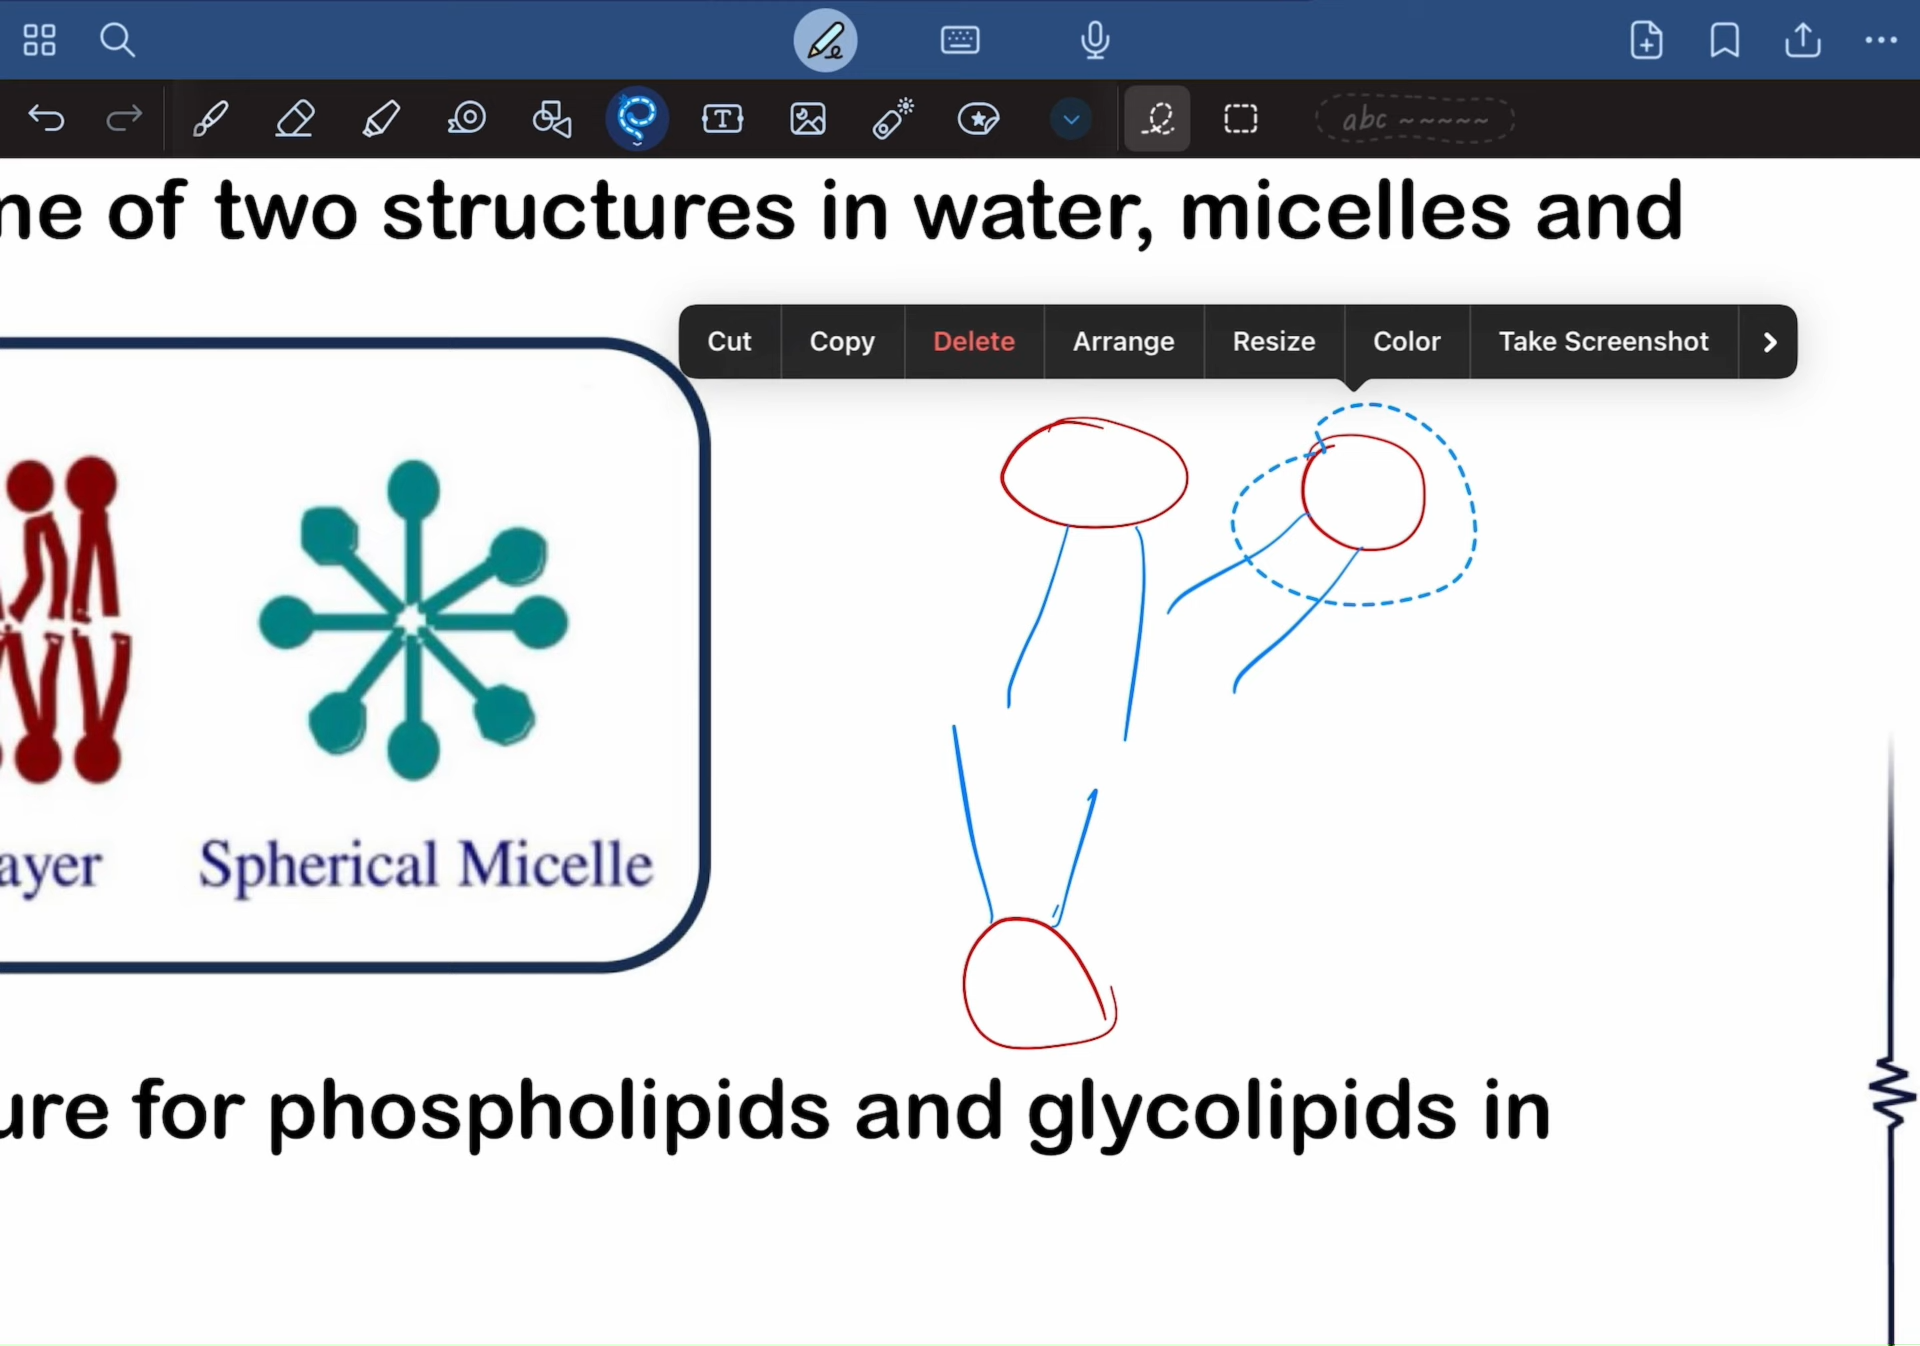 ne of two structures in water, micelles and
Cut Copy Delete Arrange Resize Color Take Screenshot
ayer Spherical Micelle
ure for phospholipids and glycolipids in
abc
T